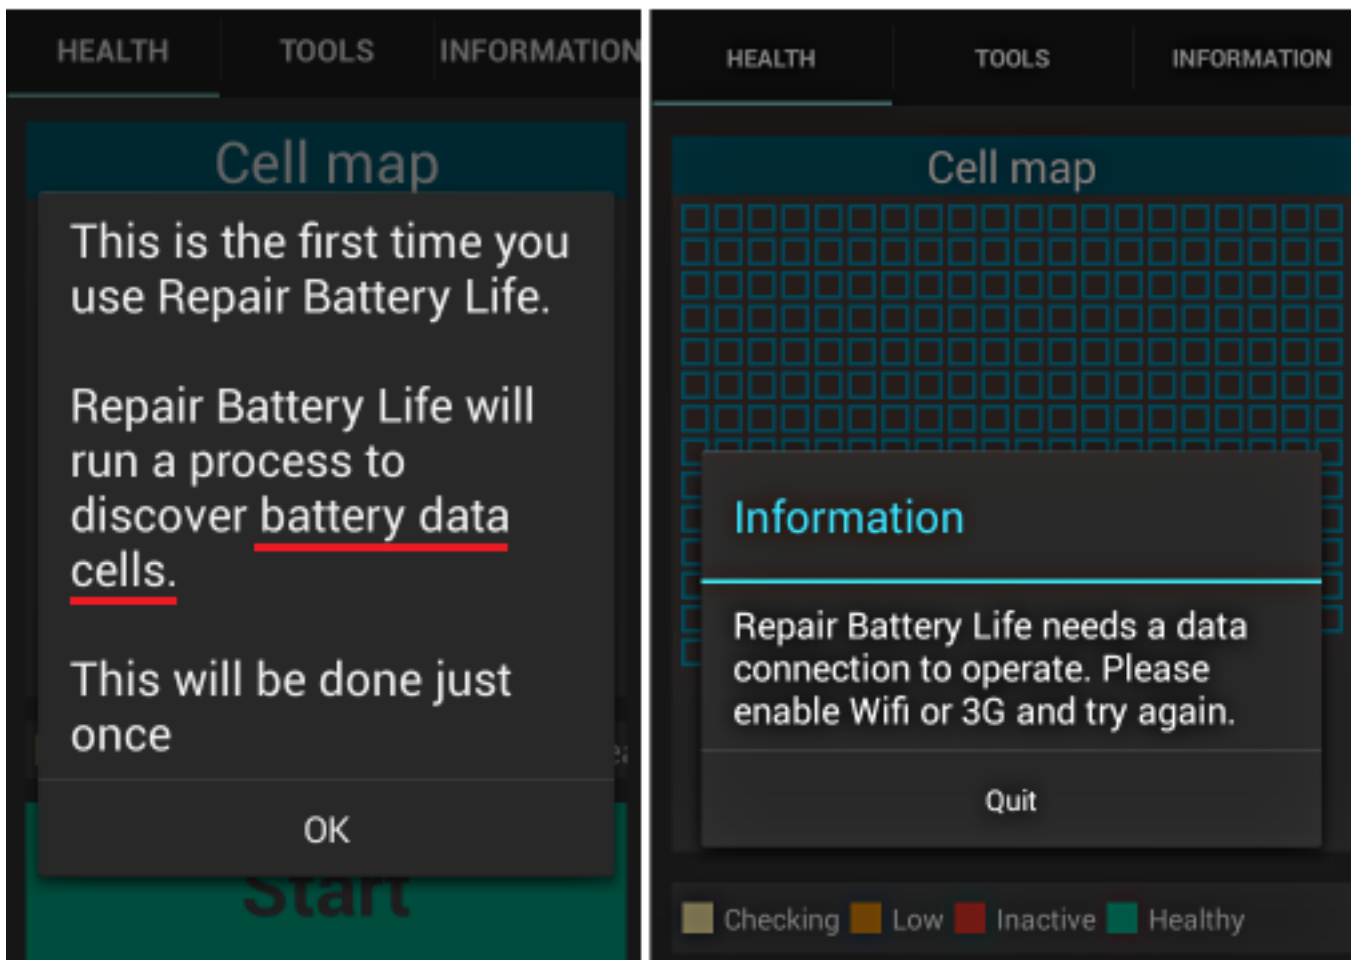 HEALTH TOOLS INFORMATION
Cell map
This is the first time you
use Repair Battery Life.
Repair Battery Life will
run a process to
discover battery data
cells.
This will be done just
once
OK
Start
HEALTH TOOLS INFORMATION
Cell map
Information
Repair Battery Life needs a data
connection to operate. Please
enable Wifi or 3G and try again.
Quit
Checking Low Inactive Healthy